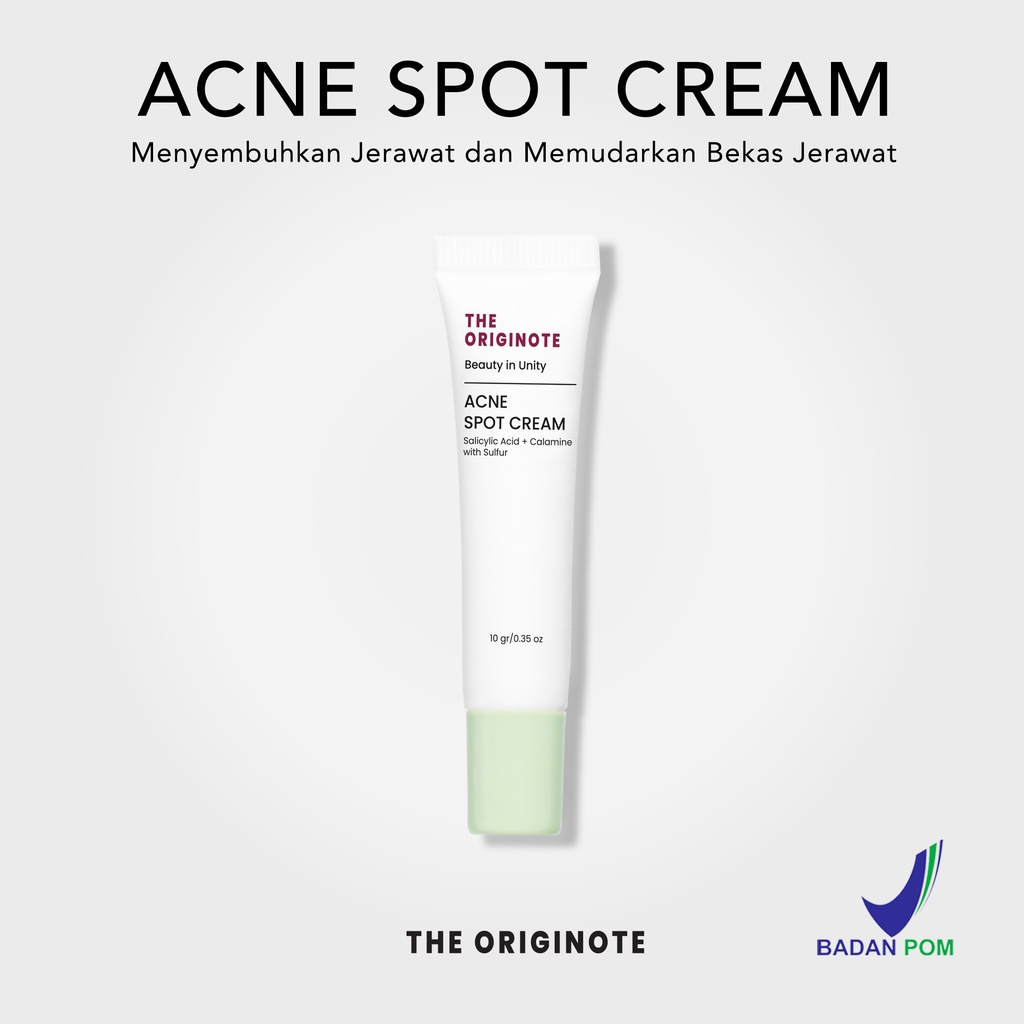 ACNE SPOT CREAM
Menyembuhkan Jerawat dan Memudarkan Bekas Jerawat
THE
ORIGINOTE
Beauty in Unity
ACNE
SPOT CREAM
Salicylic Acid + Calamine
with Sulfur
10 gr/0.35 oz
THE ORIGINOTE
BADAN POM